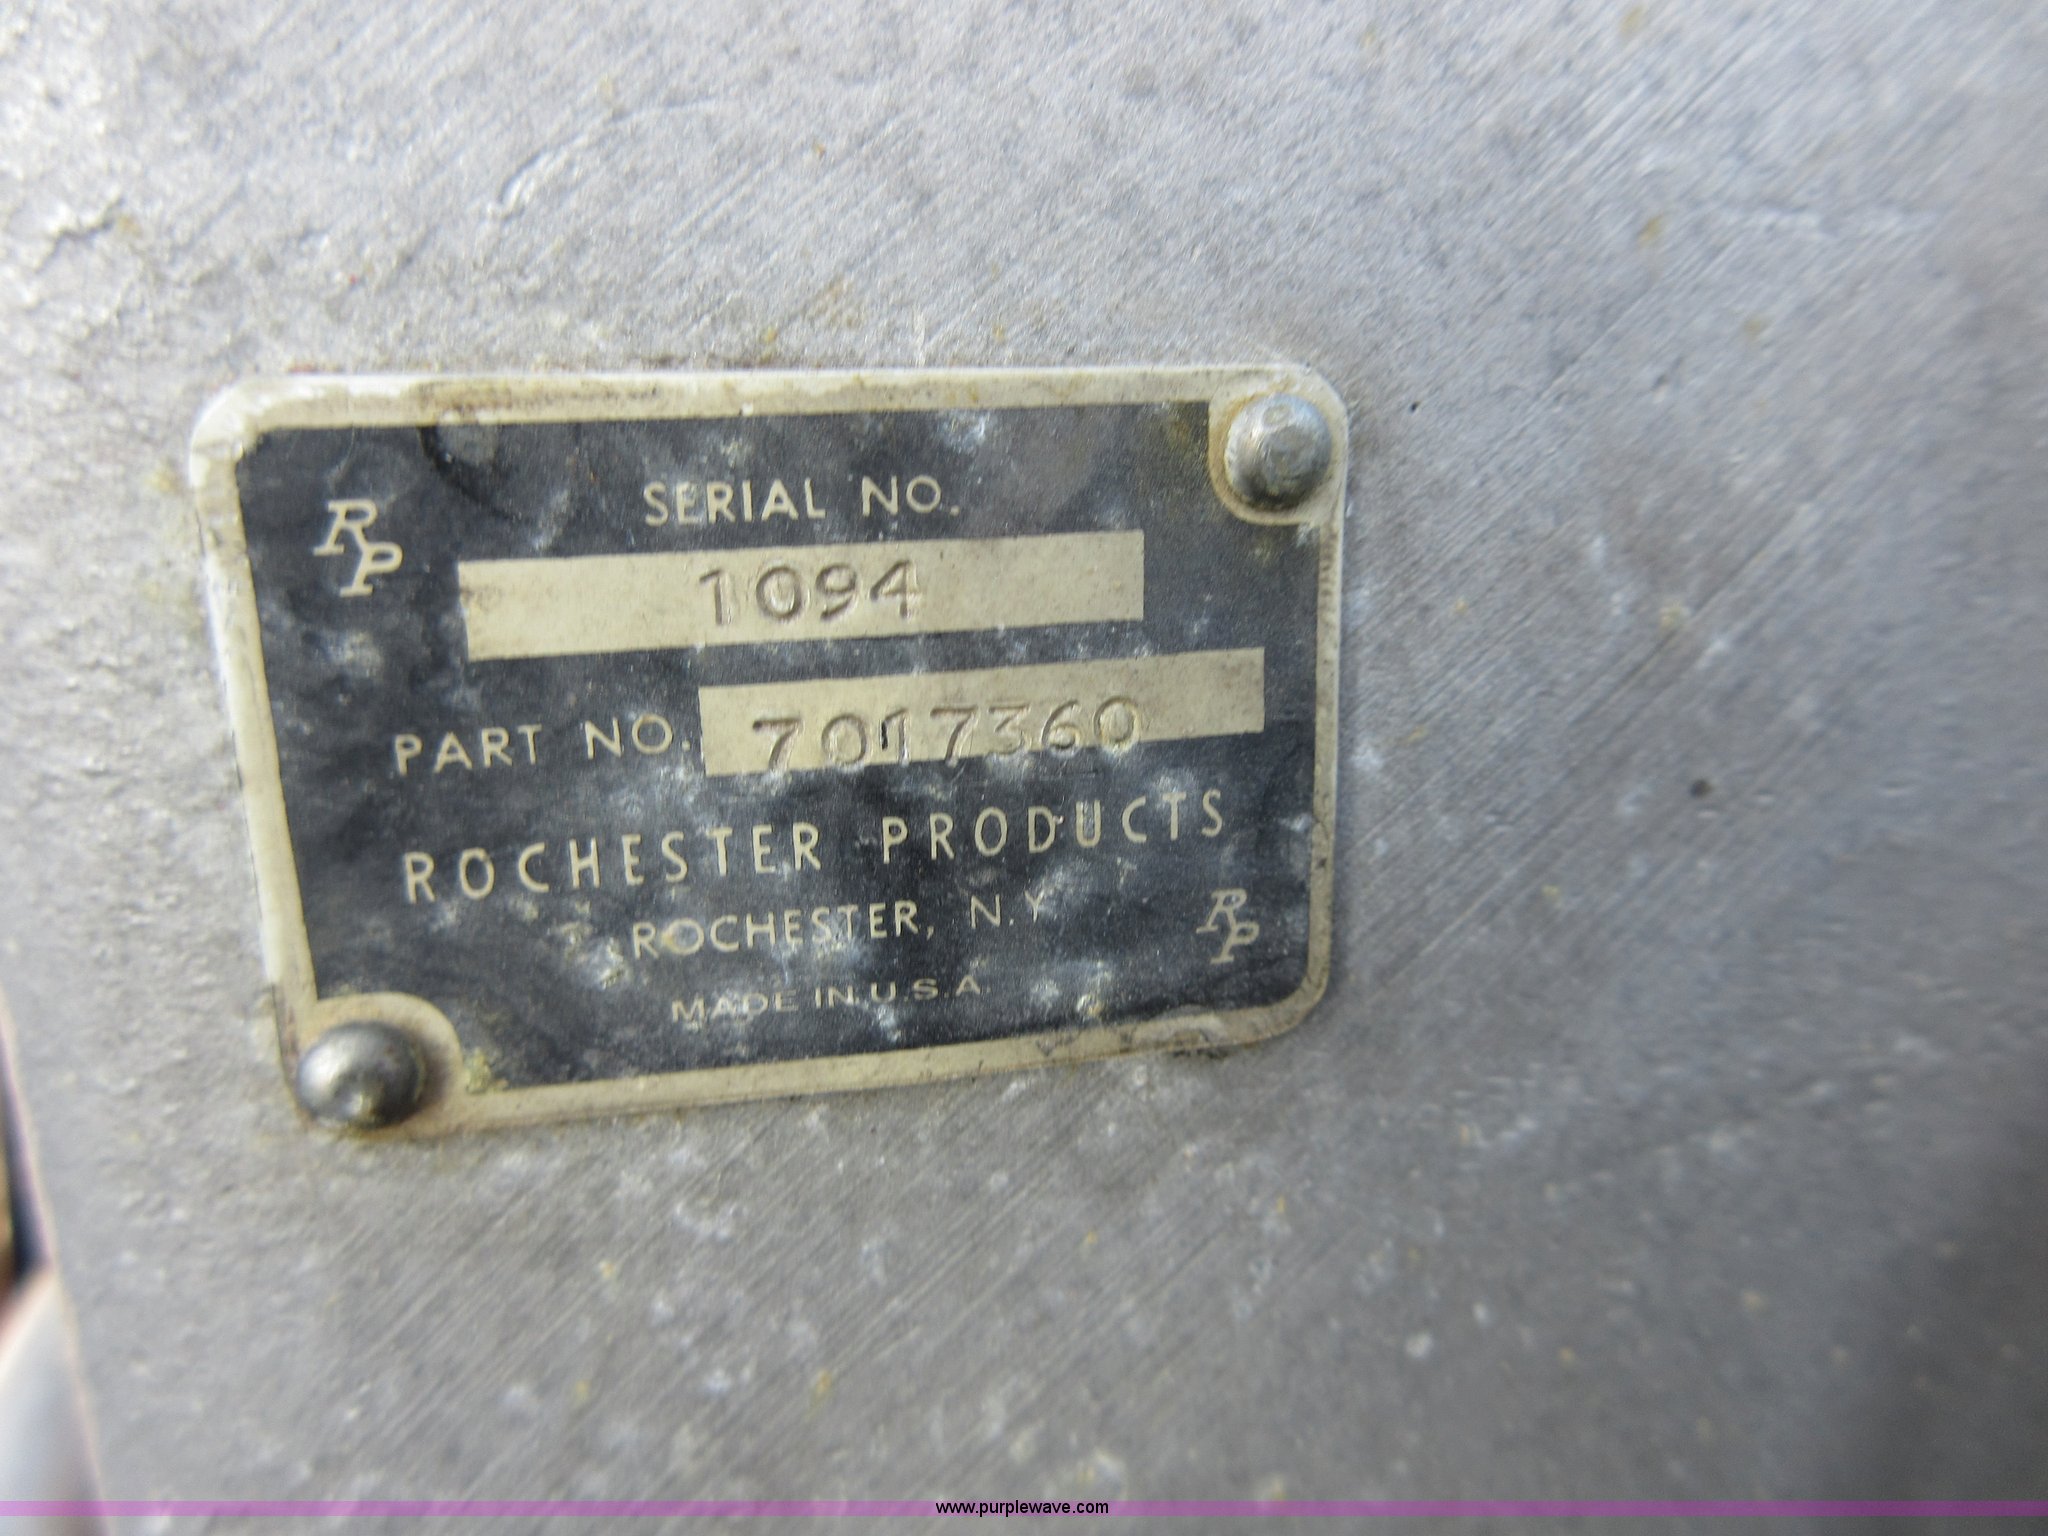 RP
SERIAL NO.
1094
PART NO. 7017360
ROCHESTER PRODUCTS
ROCHESTER, N.Y
MADE IN U.S.A
RP
www.purplewave.com